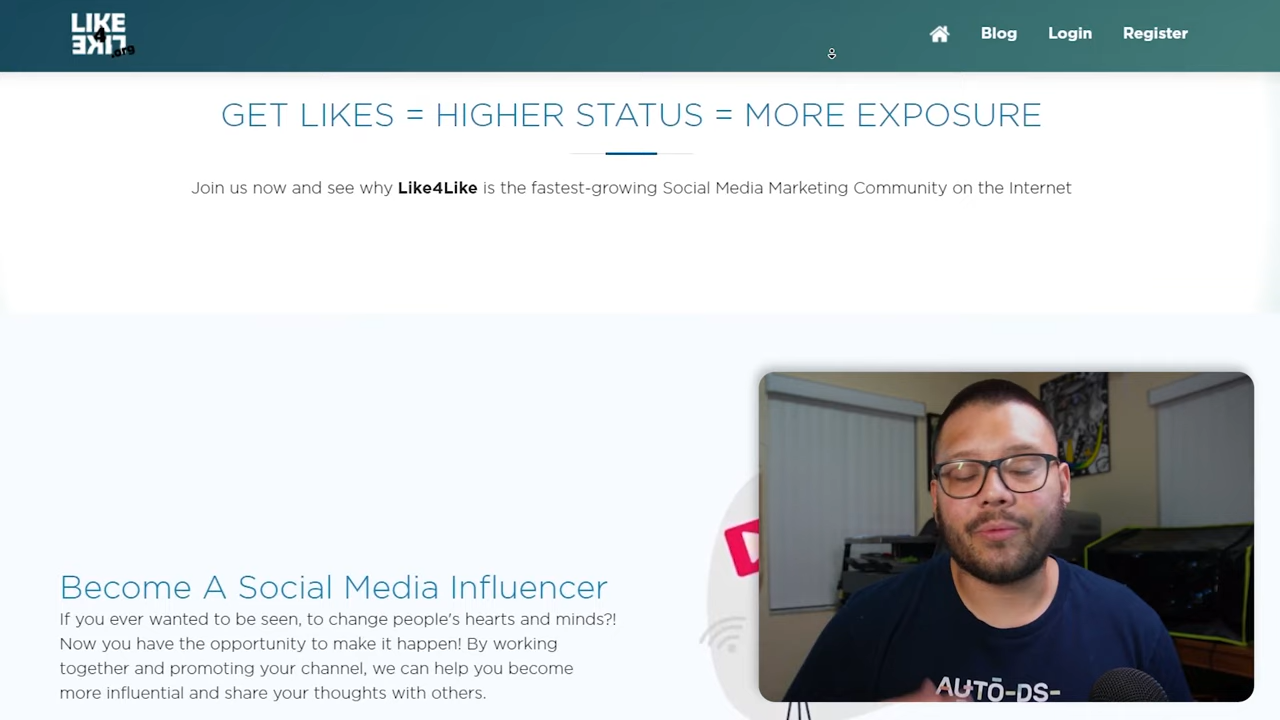 LIKE
4
LIKE
.org
Blog
Login
Register
GET LIKES = HIGHER STATUS = MORE EXPOSURE
Join us now and see why Like4Like is the fastest-growing Social Media Marketing Community on the Internet
Become A Social Media Influencer
If you ever wanted to be seen, to change people's hearts and minds?!
Now you have the opportunity to make it happen! By working
together and promoting your channel, we can help you become
more influential and share your thoughts with others.
AUTŌ-DS-